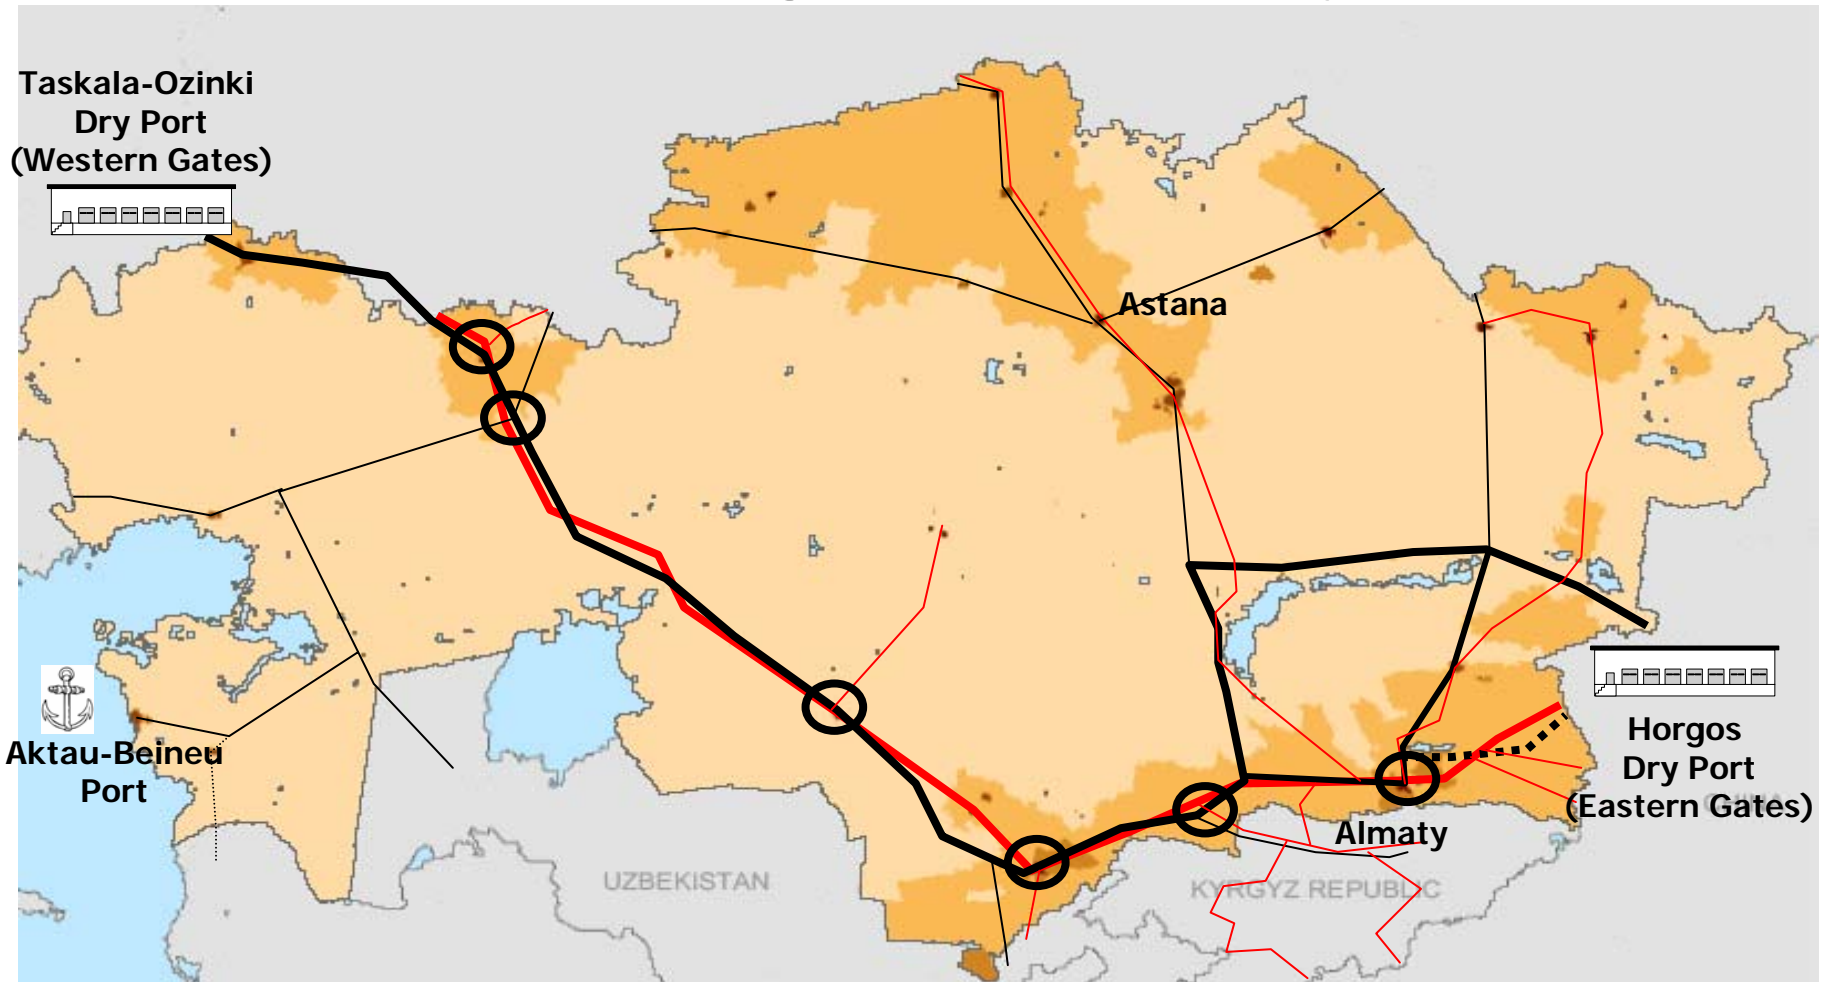 Taskala-Ozinki
Dry Port
(Western Gates)
Astana
Aktau-Beineu
Port
Horgos
Dry Port
(Eastern Gates)
CHINA
Almaty
UZBEKISTAN
KYRGYZ REPUBLIC